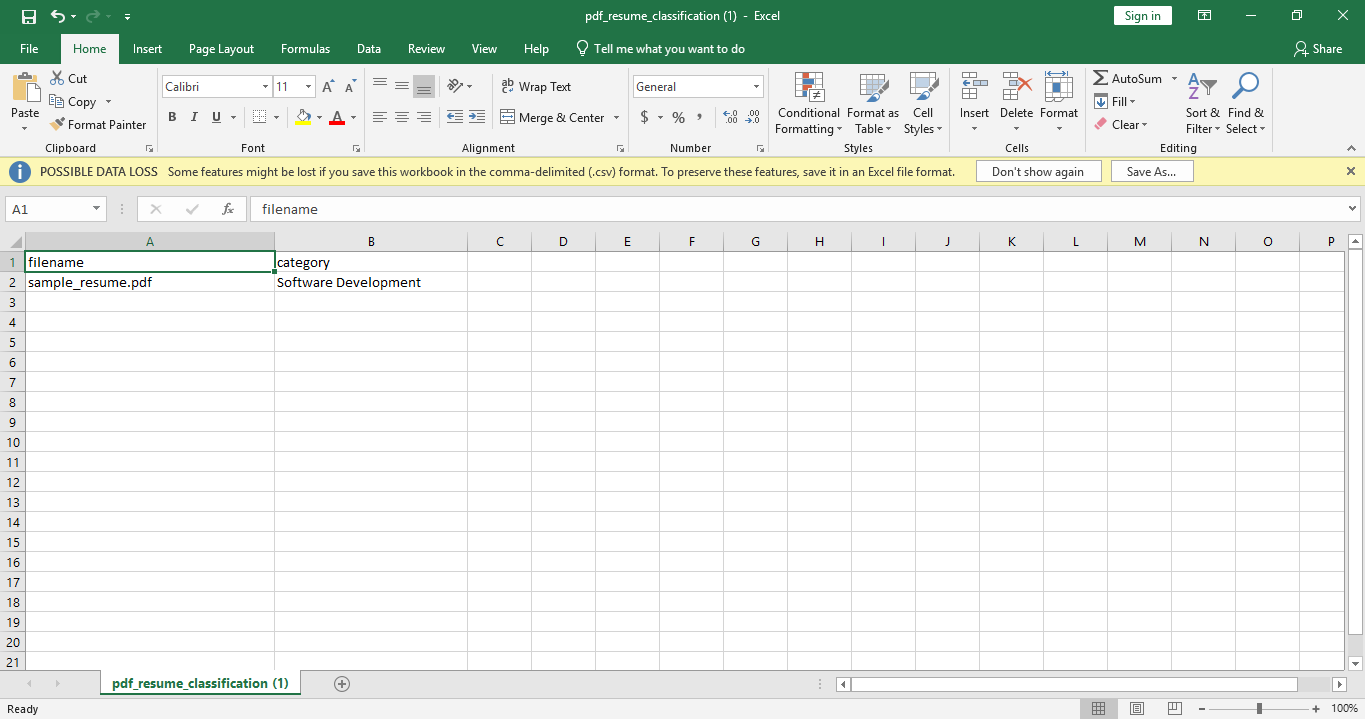 pdf_resume_classification (1) - Excel
Sign in
File Home Insert Page Layout Formulas Data Review View Help Tell me what you want to do Share
Paste
Cut
Copy
Format Painter
Clipboard
Calibri 11
B I U A
Font
Wrap Text
Merge & Center
Alignment
General
$ % ,
Number
Conditional Formatting
Format as Table
Cell Styles
Styles
Insert Delete Format
Cells
AutoSum
Fill
Clear
Sort & Filter
Find & Select
Editing
POSSIBLE DATA LOSS Some features might be lost if you save this workbook in the comma-delimited (.csv) format. To preserve these features, save it in an Excel file format. Don't show again Save As...
A1 fx filename
A B C D E F G H I J K L M N O P
1 filename category
2 sample_resume.pdf Software Development
3
4
5
6
7
8
9
10
11
12
13
14
15
16
17
18
19
20
21
pdf_resume_classification (1)
Ready 100%